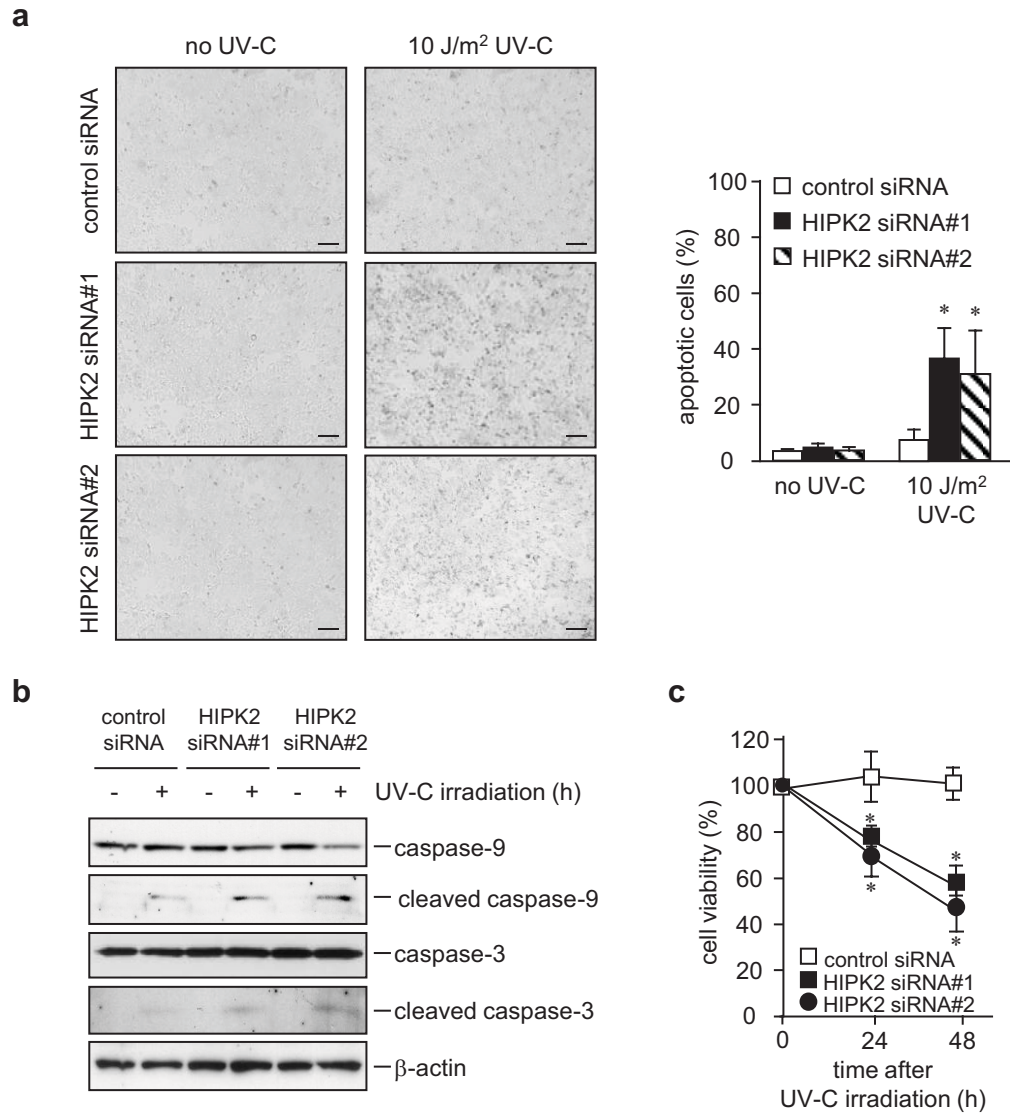 a
no UV-C
10 J/m² UV-C
control siRNA
HIPK2 siRNA#1
HIPK2 siRNA#2
apoptotic cells (%)
100
80
60
40
20
0
control siRNA
HIPK2 siRNA#1
HIPK2 siRNA#2
* *
no UV-C
10 J/m²
UV-C
b
control
siRNA
HIPK2
siRNA#1
HIPK2
siRNA#2
- + - + - + UV-C irradiation (h)
caspase-9
cleaved caspase-9
caspase-3
cleaved caspase-3
β-actin
c
cell viability (%)
120
100
80
60
40
20
0
*
*
*
*
control siRNA
HIPK2 siRNA#1
HIPK2 siRNA#2
0 24 48
time after
UV-C irradiation (h)